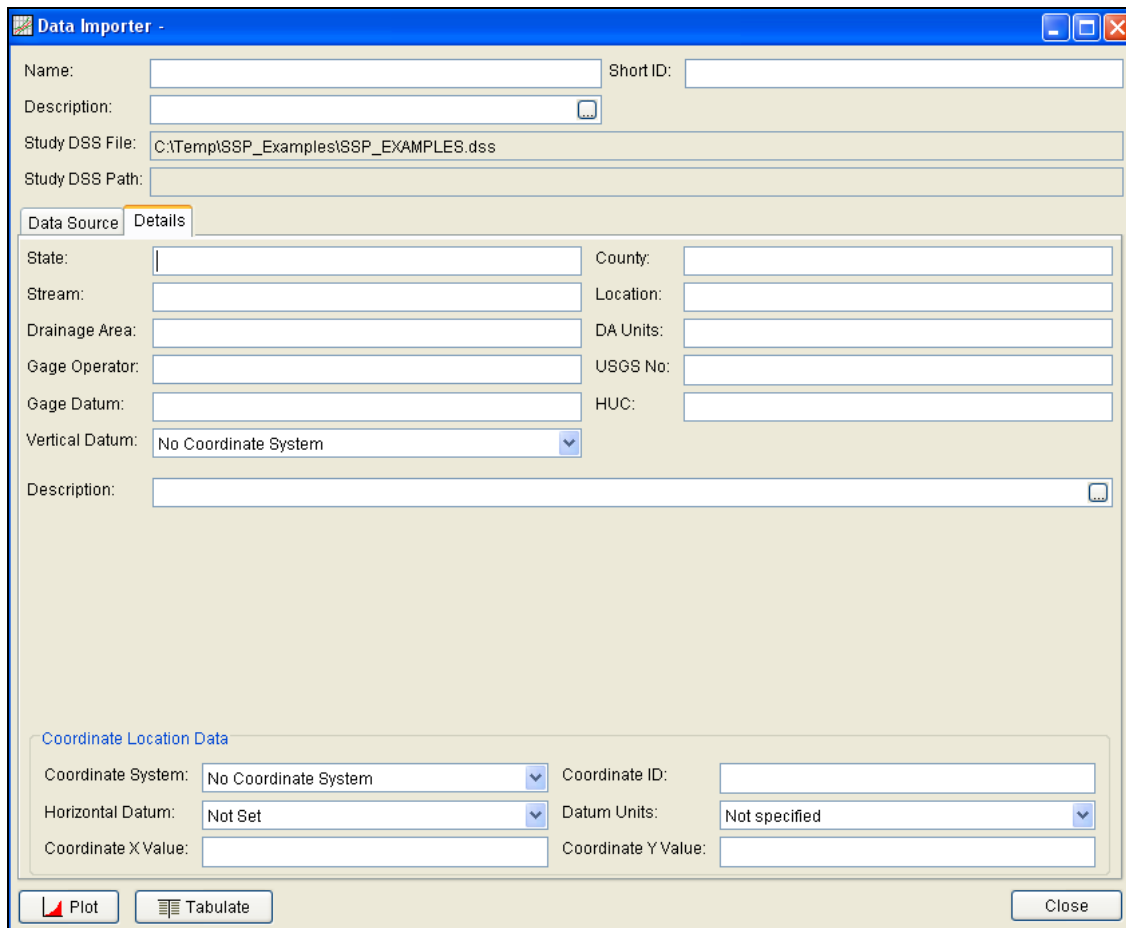 Data Importer -
Name: Short ID:
Description: ...
Study DSS File: C:\Temp\SSP_Examples\SSP_EXAMPLES.dss
Study DSS Path:
Data Source Details
State: County:
Stream: Location:
Drainage Area: DA Units:
Gage Operator: USGS No:
Gage Datum: HUC:
Vertical Datum: No Coordinate System
Description: ...
Coordinate Location Data
Coordinate System: No Coordinate System Coordinate ID:
Horizontal Datum: Not Set Datum Units: Not specified
Coordinate X Value: Coordinate Y Value:
Plot Tabulate Close